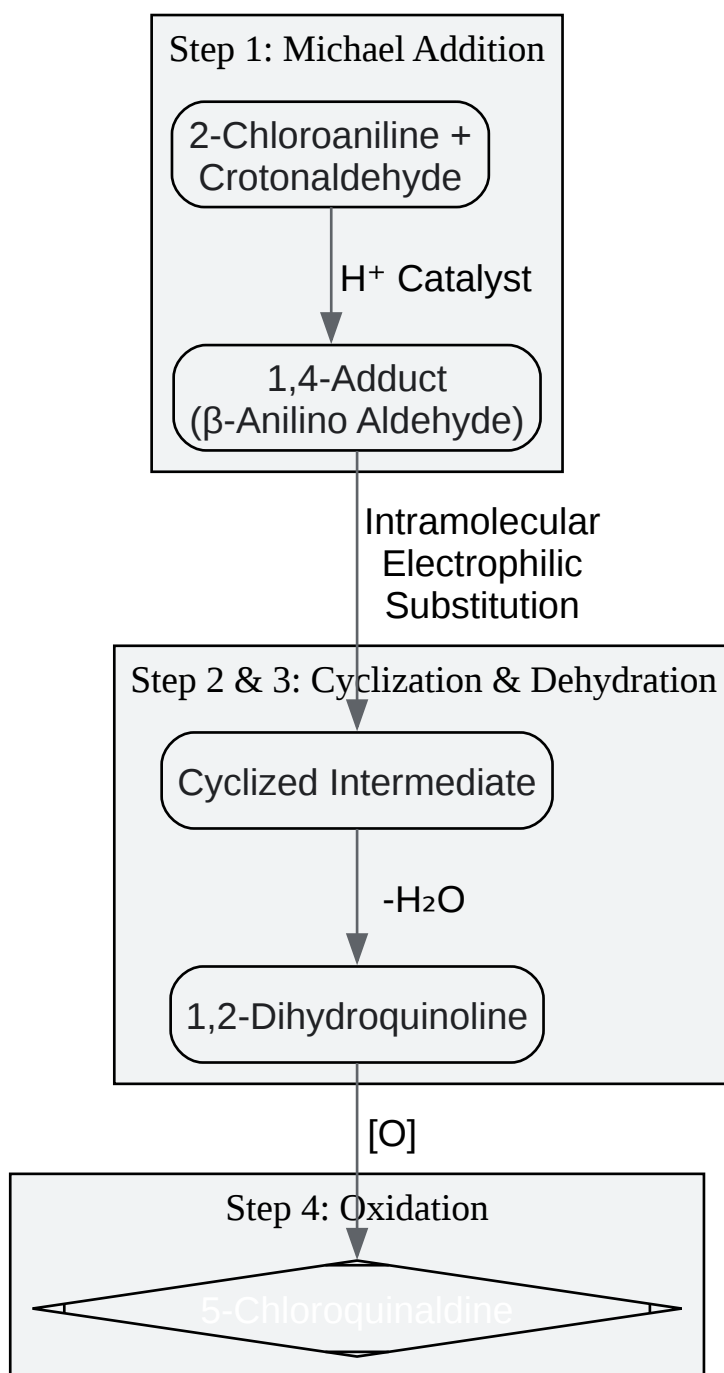 Step 1: Michael Addition
2-Chloroaniline +
Crotonaldehyde
H⁺ Catalyst
1,4-Adduct
(β-Anilino Aldehyde)
Intramolecular
Electrophilic
Substitution
Step 2 & 3: Cyclization & Dehydration
Cyclized Intermediate
-H₂O
1,2-Dihydroquinoline
[O]
Step 4: Oxidation
5-Chloroquinaldine